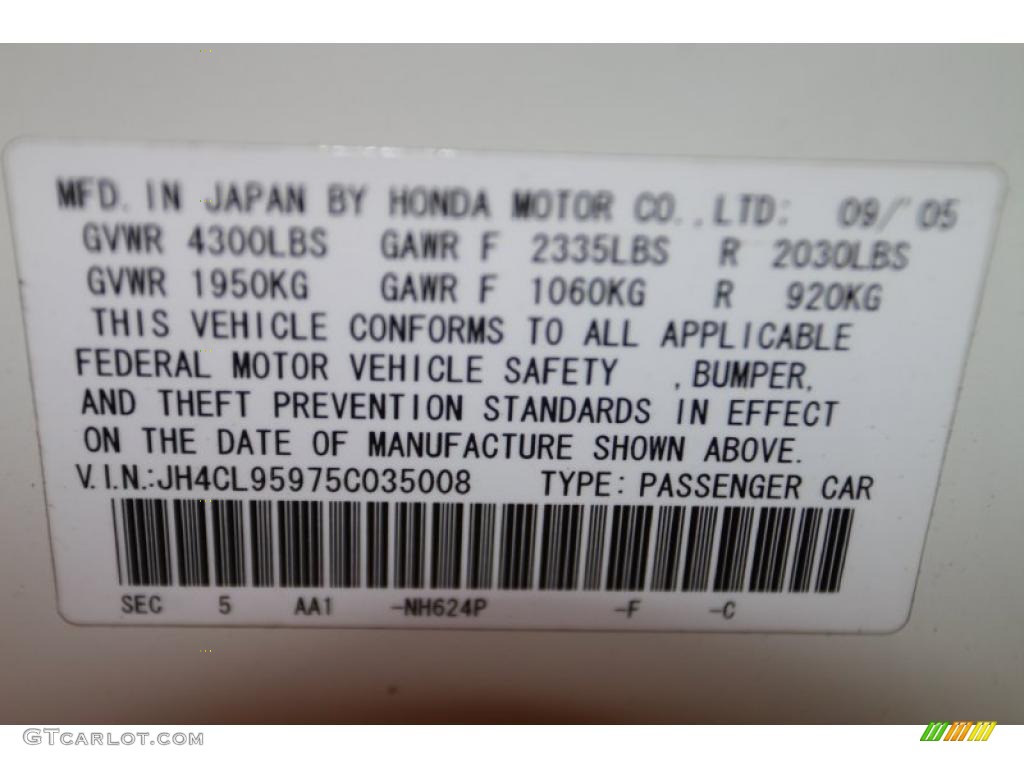 MFD. IN JAPAN BY HONDA MOTOR CO.,LTD: 09/'05
GVWR 4300LBS GAWR F 2335LBS R 2030LBS
GVWR 1950KG GAWR F 1060KG R 920KG
THIS VEHICLE CONFORMS TO ALL APPLICABLE
FEDERAL MOTOR VEHICLE SAFETY , BUMPER,
AND THEFT PREVENTION STANDARDS IN EFFECT
ON THE DATE OF MANUFACTURE SHOWN ABOVE.
V.I.N.:JH4CL95975C035008 TYPE: PASSENGER CAR
SEC 5 AA1 -NH624P -F -C
GTCARLOT.COM